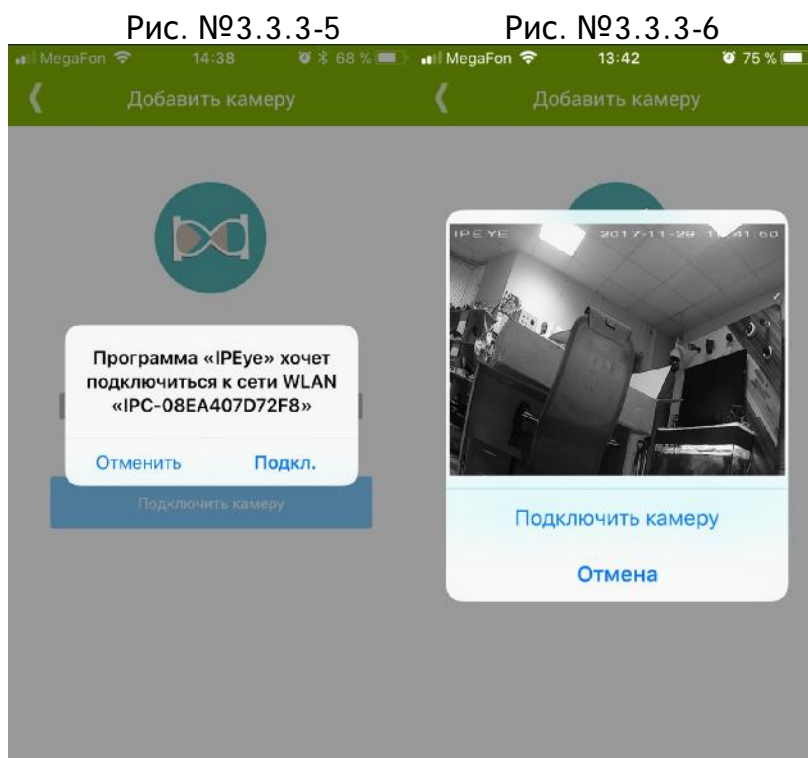 Рис. №3.3.3-5
MegaFon 14:38 68 %
Добавить камеру
Программа «IPEye» хочет
подключиться к сети WLAN
«IPC-08EA407D72F8»
Отменить Подкл.
Подключить камеру
Рис. №3.3.3-6
MegaFon 13:42 75 %
Добавить камеру
IPEYE 2017-11-29
Подключить камеру
Отмена